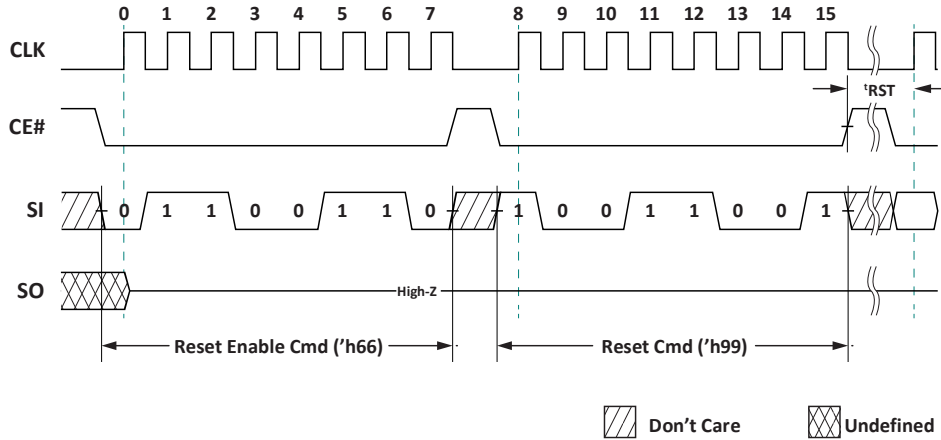 0 1 2 3 4 5 6 7 8 9 10 11 12 13 14 15
CLK
tRST
CE#
SI 0 1 1 0 0 1 1 0 1 0 0 1 1 0 0 1
SO
High-Z
Reset Enable Cmd ('h66) Reset Cmd ('h99)
Don't Care Undefined